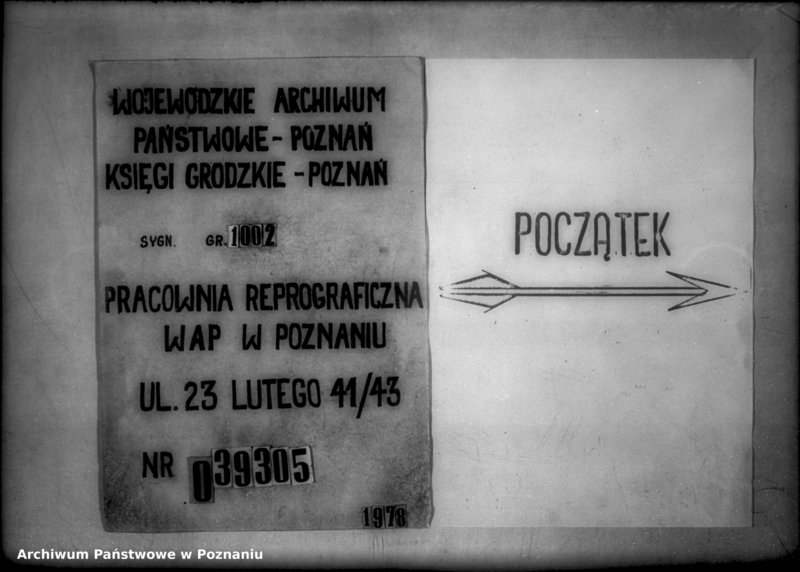 WOJEWÓDZKIE ARCHIWUM
PAŃSTWOWE - POZNAŃ
KSIĘGI GRODZKIE - POZNAŃ
SYGN. GR. 1002
PRACOWNIA REPROGRAFICZNA
WAP W POZNANIU
UL. 23 LUTEGO 41/43
NR 039305
1978
POCZĄTEK
Archiwum Państwowe w Poznaniu